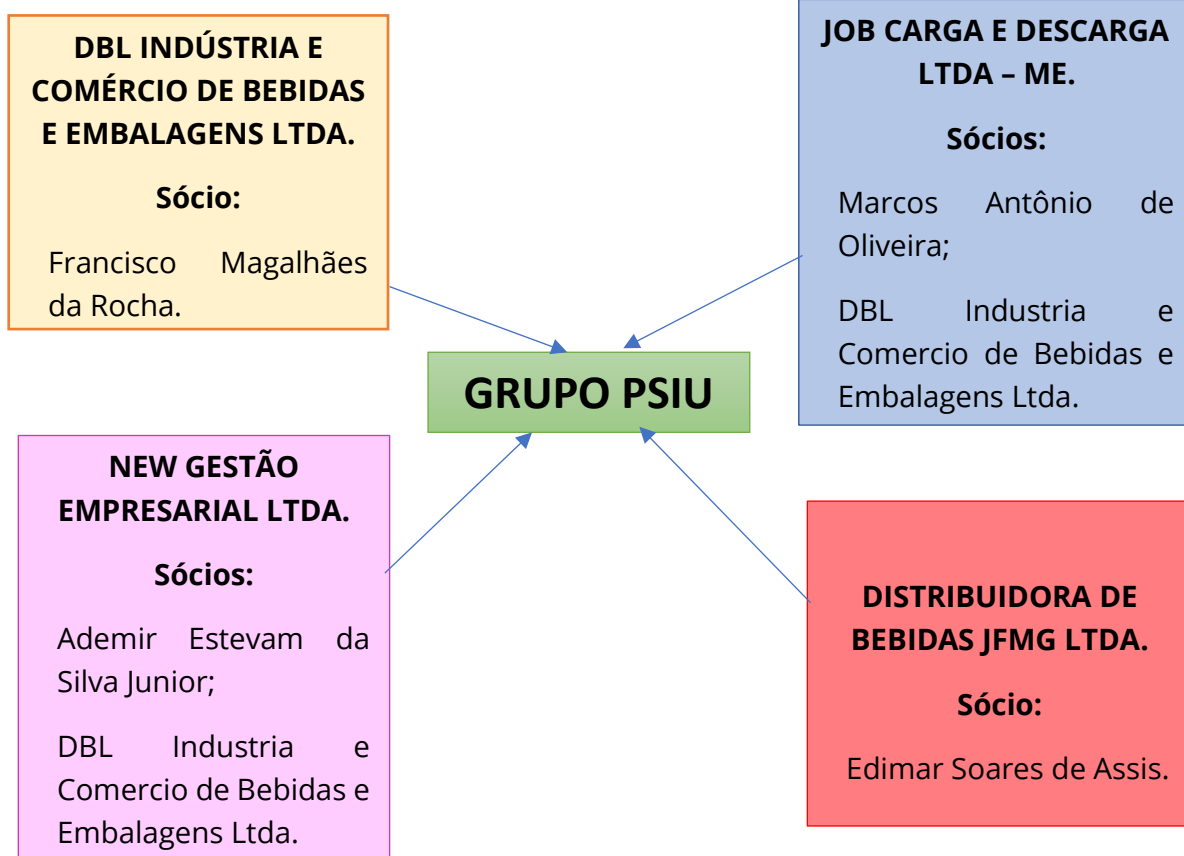 DBL INDÚSTRIA E
COMÉRCIO DE BEBIDAS
E EMBALAGENS LTDA.
Sócio:
Francisco Magalhães
da Rocha.
JOB CARGA E DESCARGA
LTDA – ME.
Sócios:
Marcos Antônio de
Oliveira;
DBL Industria e
Comercio de Bebidas e
Embalagens Ltda.
GRUPO PSIU
NEW GESTÃO
EMPRESARIAL LTDA.
Sócios:
Ademir Estevam da
Silva Junior;
DBL Industria e
Comercio de Bebidas e
Embalagens Ltda.
DISTRIBUIDORA DE
BEBIDAS JFMG LTDA.
Sócio:
Edimar Soares de Assis.